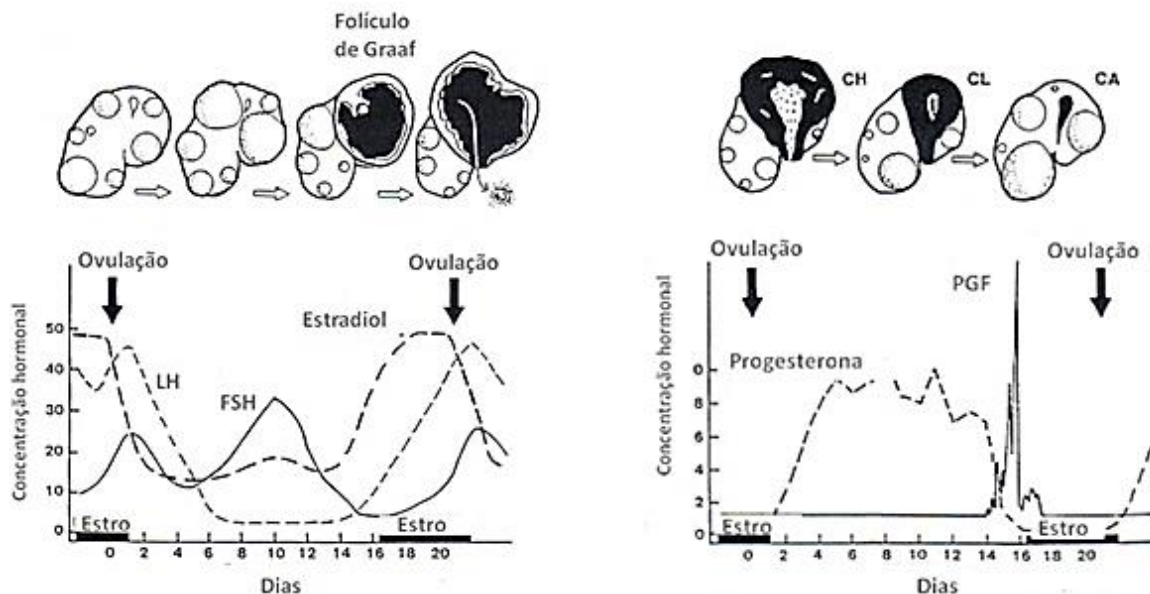 Folículo
de Graaf
CH
CL
CA
Ovulação
Ovulação
Concentração hormonal
50
40
30
20
10
0
Estradiol
LH
FSH
Estro
Estro
0 2 4 6 8 10 12 14 16 18 20
Dias
Ovulação
Ovulação
PGF
Progesterona
Concentração hormonal
0
8
6
4
2
0
Estro
Estro
0 2 4 6 8 10 12 14 16 18 20
Dias